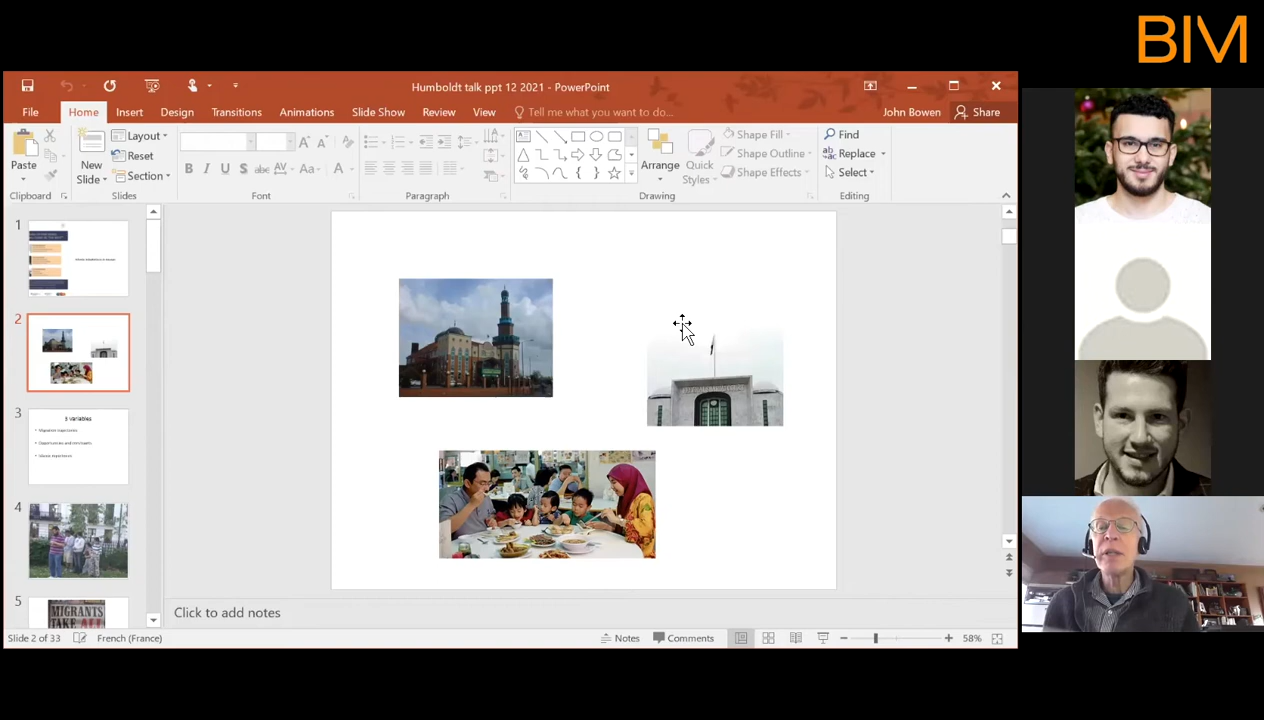 BIM
Humboldt talk ppt 12 2021 - PowerPoint
File Home Insert Design Transitions Animations Slide Show Review View Tell me what you want to do... John Bowen Share
Paste
New Slide
Layout
Reset
Section
Arrange
Quick Styles
Shape Fill
Shape Outline
Shape Effects
Find
Replace
Select
Clipboard Slides Font Paragraph Drawing Editing
1
2
3
3 variables
4
5
MIGRANTS
TAKE ALL
Click to add notes
Slide 2 of 33 French (France) Notes Comments 58%